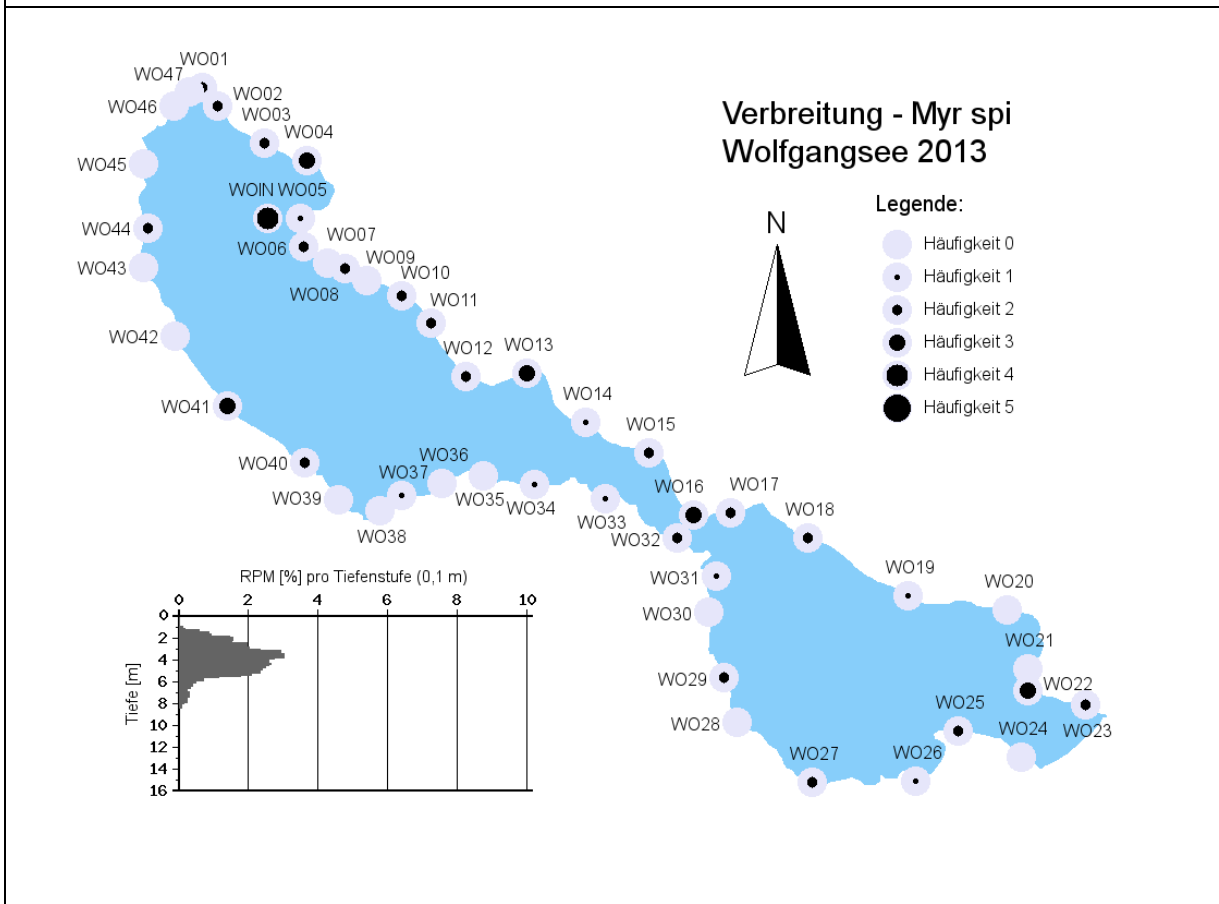 Verbreitung - Myr spi
Wolfgangsee 2013
Legende:
Häufigkeit 0
Häufigkeit 1
Häufigkeit 2
Häufigkeit 3
Häufigkeit 4
Häufigkeit 5
N
WO01
WO47
WO46
WO02
WO03
WO04
WO45
WOIN
WO05
WO44
WO06
WO07
WO43
WO09
WO08
WO10
WO11
WO42
WO12
WO13
WO41
WO14
WO15
WO40
WO36
WO37
WO39
WO35
WO34
WO38
WO33
WO16
WO17
WO32
WO18
WO31
WO19
WO20
WO30
WO21
WO29
WO22
WO28
WO25
WO23
WO24
WO27
WO26
RPM [%] pro Tiefenstufe (0,1 m)
0 2 4 6 8 10
Tiefe [m]
0
2
4
6
8
10
12
14
16